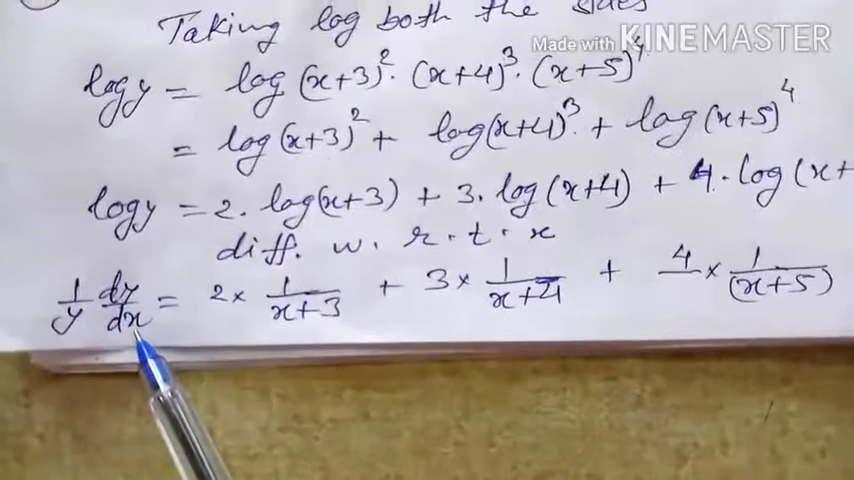 Taking log both the sides
Made with KINEMASTER
log y = log (x+3)². (x+4)³. (x+5)⁴
= log (x+3)² + log(x+4)³ + log (x+5)⁴
log y = 2. log(x+3) + 3. log (x+4) + 4. log (x+
diff. w. r. t. x
1/y dy/dx = 2 × 1/(x+3) + 3 × 1/(x+4) + 4 × 1/(x+5)